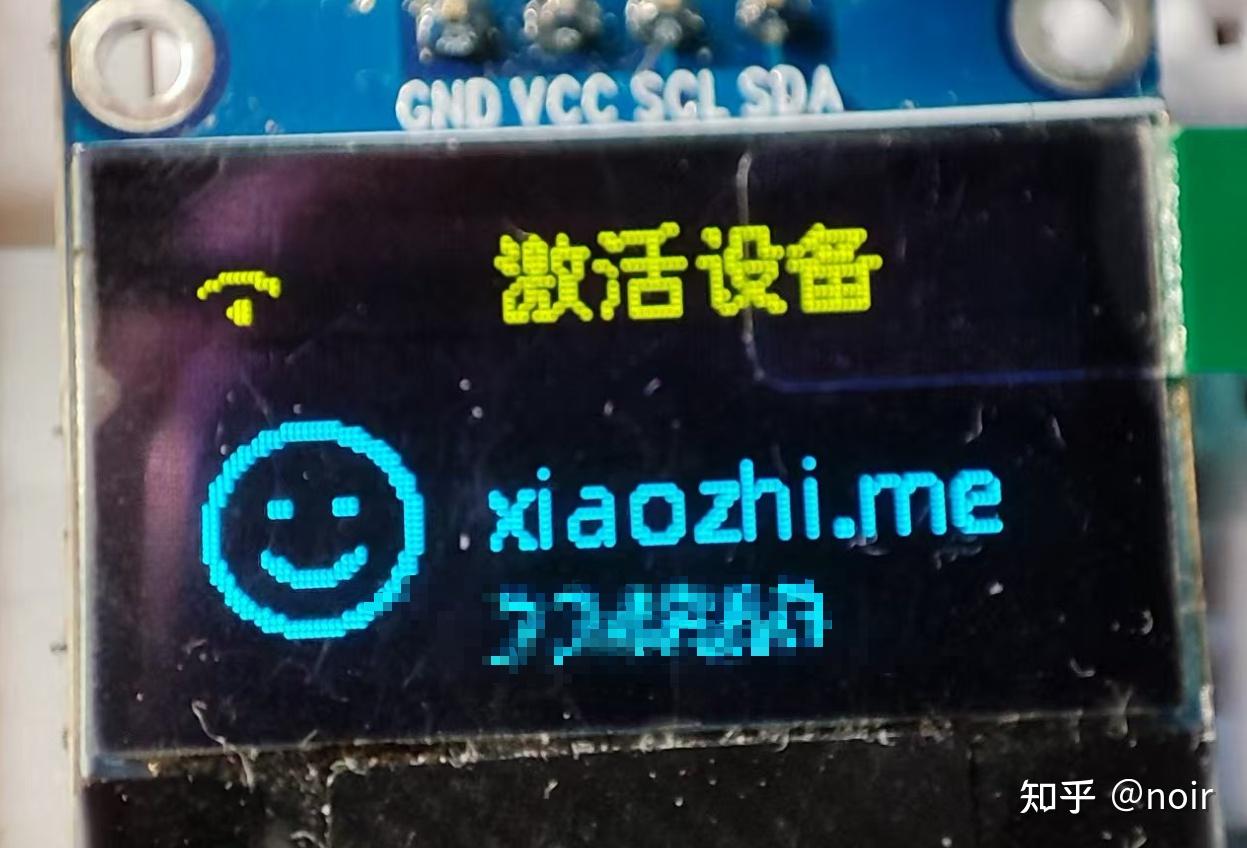 GND VCC SCL SDA
激活设备
xiaozhi.me
知乎 @noir